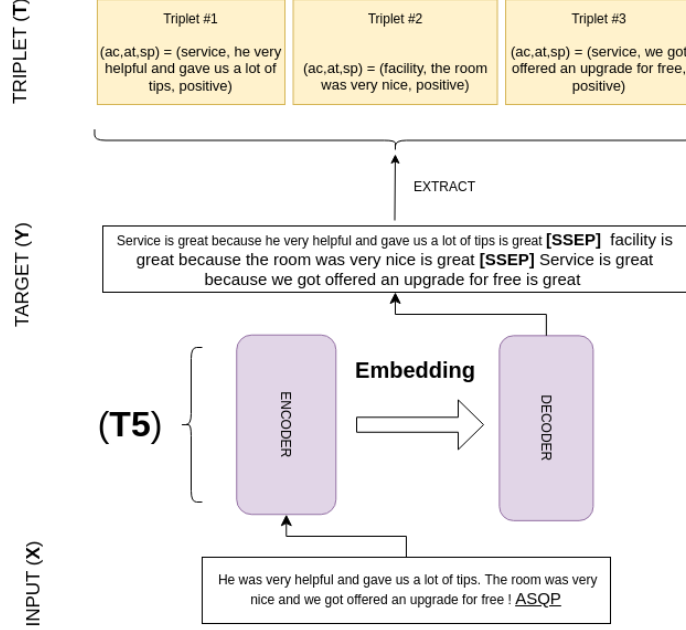 TRIPLET (T)
Triplet #1
(ac,at,sp) = (service, he very
helpful and gave us a lot of
tips, positive)
Triplet #2
(ac,at,sp) = (facility, the room
was very nice, positive)
Triplet #3
(ac,at,sp) = (service, we got
offered an upgrade for free,
positive)
EXTRACT
TARGET (Y)
Service is great because he very helpful and gave us a lot of tips is great [SSEP] facility is
great because the room was very nice is great [SSEP] Service is great
because we got offered an upgrade for free is great
(T5)
ENCODER
Embedding
DECODER
INPUT (X)
He was very helpful and gave us a lot of tips. The room was very
nice and we got offered an upgrade for free ! ASQP